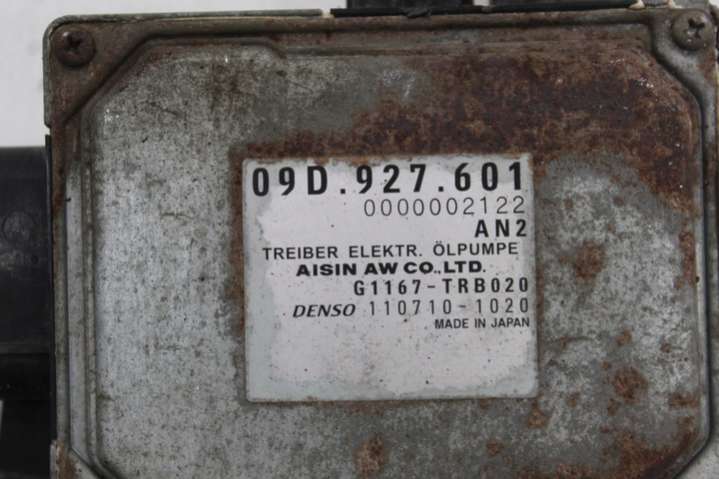 09D.927.601
0000002122
AN2
TREIBER ELEKTR. ÖLPUMPE
AISIN AW CO.,LTD.
G1167-TRB020
DENSO 110710-1020
MADE IN JAPAN